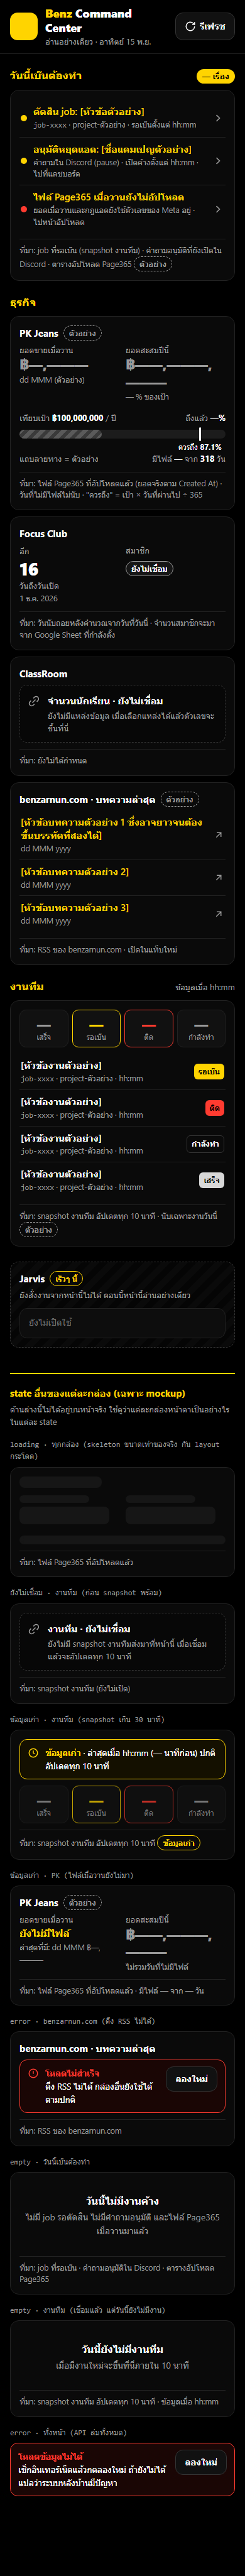 Benz Command
Center
อ่านอย่างเดียว · อาทิตย์ 15 พ.ย.
รีเฟรช
วันนี้เบ็นต้องทำ
— เรื่อง
ตัดสิน job: [หัวข้อตัวอย่าง]
job-xxxx · project-ตัวอย่าง · รอเบ็นตั้งแต่ hh:mm
อนุมัติ/หยุดแอด: [ชื่อแคมเปญตัวอย่าง]
คำถามใน Discord (pause) · เปิดค้างตั้งแต่ hh:mm ·
ไปที่แดชบอร์ด
ไฟล์ Page365 เมื่อวานยังไม่อัปโหลด
ยอดเมื่อวานและกฎแอดยังใช้ตัวเลขของ Meta อยู่ ·
ไปหน้าอัปโหลด
ที่มา: job ที่รอเบ็น (snapshot งานทีม) · คำถามอนุมัติที่ยังเปิดใน
Discord · ตารางอัปโหลด Page365 ตัวอย่าง
ธุรกิจ
PK Jeans ตัวอย่าง
ยอดขายเมื่อวาน
฿—,———
dd MMM (ตัวอย่าง)
ยอดสะสมปีนี้
฿———,———,
———
— % ของเป้า
เทียบเป้า ฿100,000,000 / ปี
ถึงแล้ว —%
ควรถึง 87.1%
แถบลายทาง = ตัวอย่าง
มีไฟล์ — จาก 318 วัน
ที่มา: ไฟล์ Page365 ที่อัปโหลดแล้ว (ยอดจริงตาม Created At) ·
วันที่ไม่มีไฟล์ไม่นับ · "ควรถึง" = เป้า × วันที่ผ่านไป ÷ 365
Focus Club
อีก
16
วันถึงวันเปิด
1 ธ.ค. 2026
สมาชิก
ยังไม่เชื่อม
ที่มา: วันนับถอยหลังคำนวณจากวันที่วันนี้ · จำนวนสมาชิกจะมา
จาก Google Sheet ที่กำลังตั้ง
ClassRoom
จำนวนนักเรียน · ยังไม่เชื่อม
ยังไม่มีแหล่งข้อมูล เมื่อเลือกแหล่งได้แล้วตัวเลขจะ
ขึ้นที่นี่
ที่มา: ยังไม่ได้กำหนด
benzarnun.com · บทความล่าสุด ตัวอย่าง
[หัวข้อบทความตัวอย่าง 1 ซึ่งอาจยาวจนต้อง
ขึ้นบรรทัดที่สองได้]
dd MMM yyyy
[หัวข้อบทความตัวอย่าง 2]
dd MMM yyyy
[หัวข้อบทความตัวอย่าง 3]
dd MMM yyyy
ที่มา: RSS ของ benzarnun.com · เปิดในแท็บใหม่
งานทีม
ข้อมูลเมื่อ hh:mm
—
เสร็จ
—
รอเบ็น
—
ติด
—
กำลังทำ
[หัวข้องานตัวอย่าง]
job-xxxx · project-ตัวอย่าง · hh:mm
รอเบ็น
[หัวข้องานตัวอย่าง]
job-xxxx · project-ตัวอย่าง · hh:mm
ติด
[หัวข้องานตัวอย่าง]
job-xxxx · project-ตัวอย่าง · hh:mm
กำลังทำ
[หัวข้องานตัวอย่าง]
job-xxxx · project-ตัวอย่าง · hh:mm
เสร็จ
ที่มา: snapshot งานทีม อัปเดตทุก 10 นาที · นับเฉพาะงานวันนี้
ตัวอย่าง
Jarvis เร็วๆ นี้
ยังสั่งงานจากหน้านี้ไม่ได้ ตอนนี้หน้านี้อ่านอย่างเดียว
ยังไม่เปิดใช้
state อื่นของแต่ละกล่อง (เฉพาะ mockup)
ด้านล่างนี้ไม่ได้อยู่บนหน้าจริง ใช้ดูว่าแต่ละกล่องหน้าตาเป็นอย่างไร
ในแต่ละ state
loading · ทุกกล่อง (skeleton ขนาดเท่าของจริง กัน layout
กระโดด)
ที่มา: ไฟล์ Page365 ที่อัปโหลดแล้ว
ยังไม่เชื่อม · งานทีม (ก่อน snapshot พร้อม)
งานทีม · ยังไม่เชื่อม
ยังไม่มี snapshot งานทีมส่งมาที่หน้านี้ เมื่อเชื่อม
แล้วจะอัปเดตทุก 10 นาที
ที่มา: snapshot งานทีม (ยังไม่เปิด)
ข้อมูลเก่า · งานทีม (snapshot เกิน 30 นาที)
ข้อมูลเก่า · ล่าสุดเมื่อ hh:mm (— นาทีก่อน) ปกติ
อัปเดตทุก 10 นาที
—
เสร็จ
—
รอเบ็น
—
ติด
—
กำลังทำ
ที่มา: snapshot งานทีม อัปเดตทุก 10 นาที ข้อมูลเก่า
ข้อมูลเก่า · PK (ไฟล์เมื่อวานยังไม่มา)
PK Jeans ตัวอย่าง
ยอดขายเมื่อวาน
ยังไม่มีไฟล์
ล่าสุดที่มี: dd MMM ฿—,
———
ยอดสะสมปีนี้
฿———,———,
———
ไม่รวมวันที่ไม่มีไฟล์
ที่มา: ไฟล์ Page365 ที่อัปโหลดแล้ว · มีไฟล์ — จาก — วัน
error · benzarnun.com (ดึง RSS ไม่ได้)
benzarnun.com · บทความล่าสุด
โหลดไม่สำเร็จ
ดึง RSS ไม่ได้ กล่องอื่นยังใช้ได้
ตามปกติ
ลองใหม่
ที่มา: RSS ของ benzarnun.com
empty · วันนี้เบ็นต้องทำ
วันนี้ไม่มีงานค้าง
ไม่มี job รอตัดสิน ไม่มีคำถามอนุมัติ และไฟล์ Page365
เมื่อวานมาแล้ว
ที่มา: job ที่รอเบ็น · คำถามอนุมัติใน Discord · ตารางอัปโหลด
Page365
empty · งานทีม (เชื่อมแล้ว แต่วันนี้ยังไม่มีงาน)
วันนี้ยังไม่มีงานทีม
เมื่อมีงานใหม่จะขึ้นที่นี่ภายใน 10 นาที
ที่มา: snapshot งานทีม · ข้อมูลเมื่อ hh:mm
error · ทั้งหน้า (API ล่มทั้งหมด)
โหลดข้อมูลไม่ได้
เช็กอินเทอร์เน็ตแล้วกดลองใหม่ ถ้ายังไม่ได้
แปลว่าระบบหลังบ้านมีปัญหา
ลองใหม่